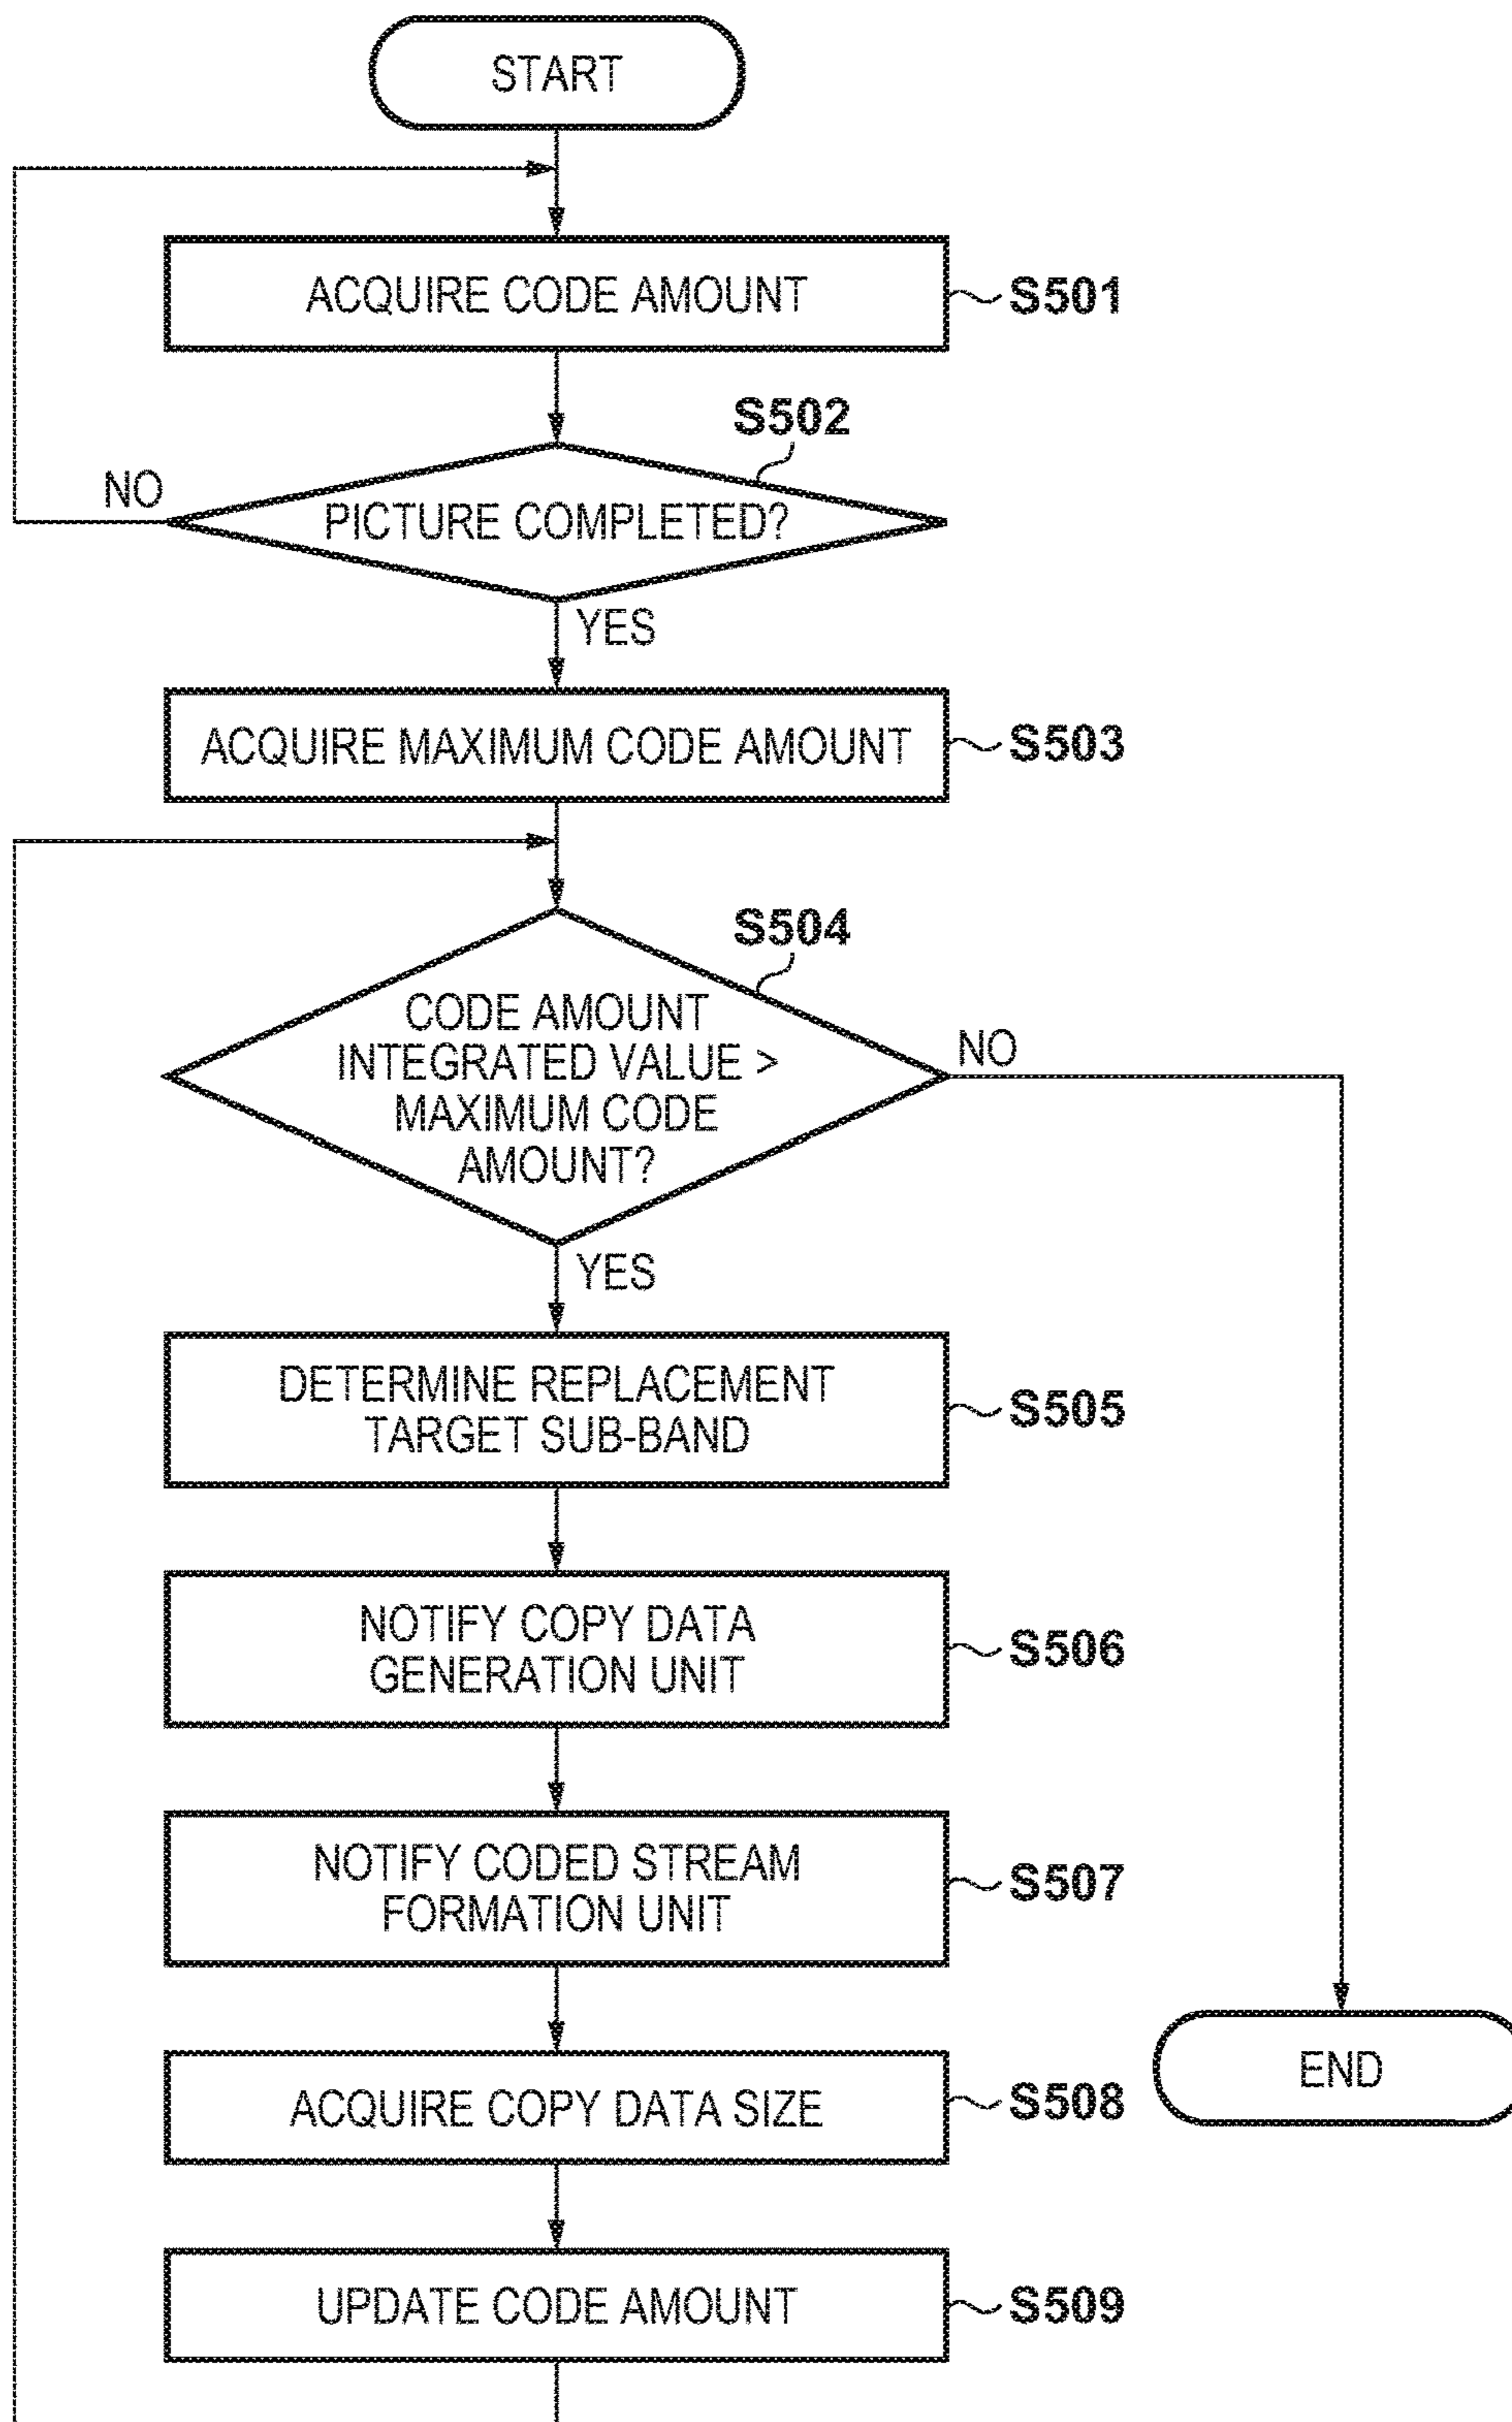 START
ACQUIRE CODE AMOUNT
S501
S502
NO
PICTURE COMPLETED?
YES
ACQUIRE MAXIMUM CODE AMOUNT
S503
S504
CODE AMOUNT
INTEGRATED VALUE >
MAXIMUM CODE
AMOUNT?
NO
YES
DETERMINE REPLACEMENT
TARGET SUB-BAND
S505
NOTIFY COPY DATA
GENERATION UNIT
S506
NOTIFY CODED STREAM
FORMATION UNIT
S507
ACQUIRE COPY DATA SIZE
S508
END
UPDATE CODE AMOUNT
S509